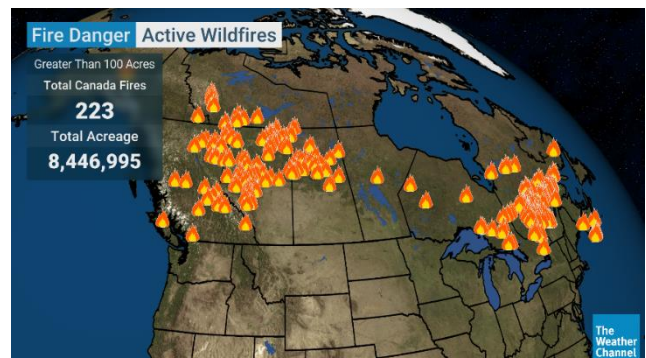 Fire Danger Active Wildfires
Greater Than 100 Acres
Total Canada Fires
223
Total Acreage
8,446,995
The
Weather
Channel